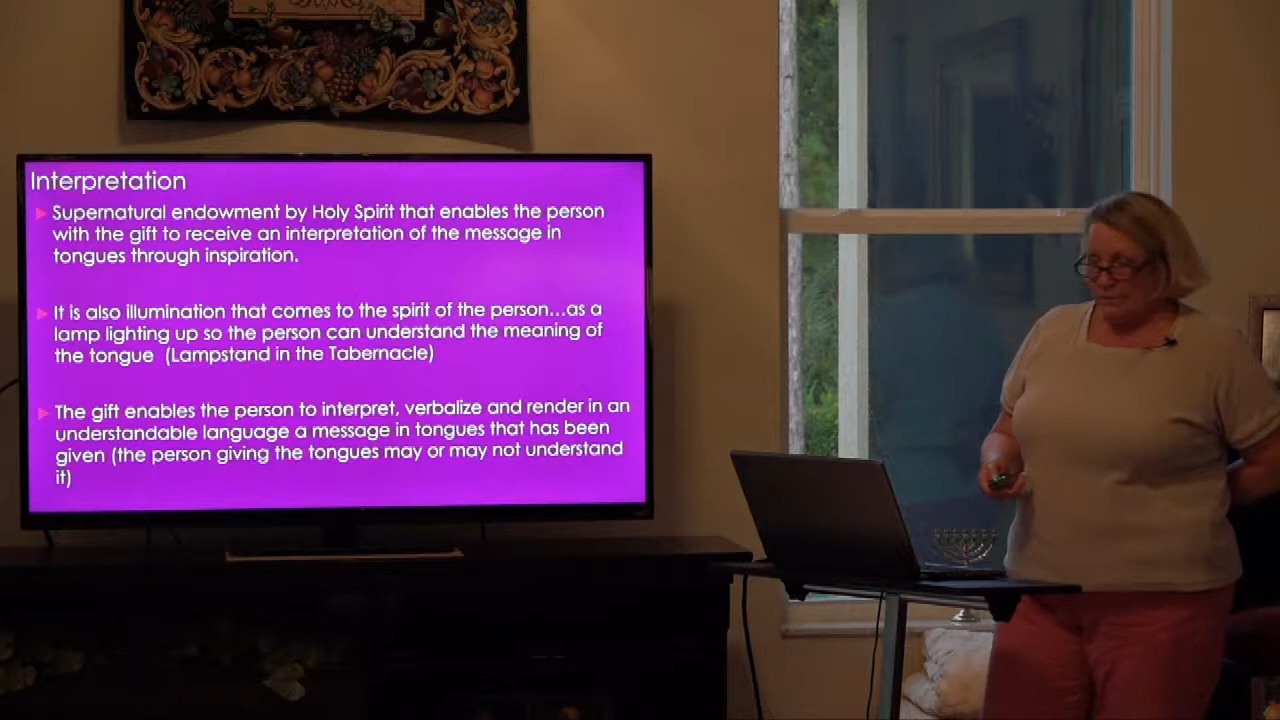 Interpretation
Supernatural endowment by Holy Spirit that enables the person
with the gift to receive an interpretation of the message in
tongues through inspiration.
It is also illumination that comes to the spirit of the person...as a
lamp lighting up so the person can understand the meaning of
the tongue (Lampstand in the Tabernacle)
The gift enables the person to interpret, verbalize and render in an
understandable language a message in tongues that has been
given (the person giving the tongues may or may not understand
it)